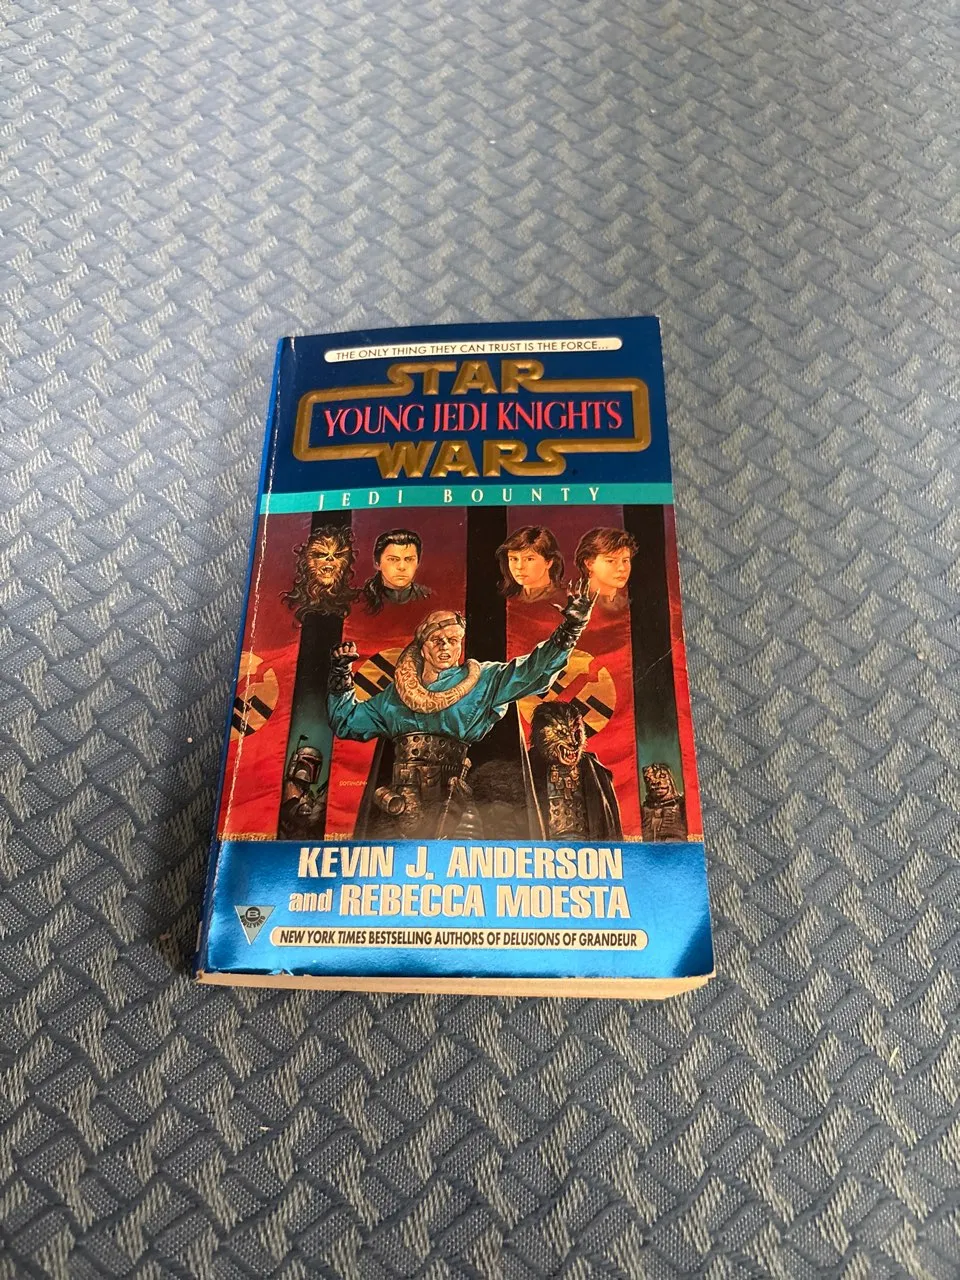 THE ONLY THING THEY CAN TRUST IS THE FORCE...
STAR
YOUNG JEDI KNIGHTS
WARS
JEDI BOUNTY
KEVIN J. ANDERSON
and REBECCA MOESTA
B
NEW YORK TIMES BESTSELLING AUTHORS OF DELUSIONS OF GRANDEUR